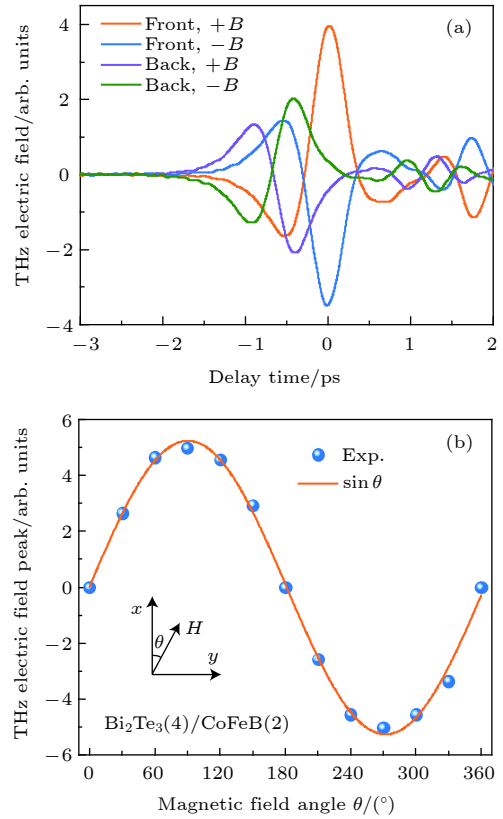 (a)
Front, +B
Front, −B
Back, +B
Back, −B
THz electric field/arb. units
4
2
0
−2
−4
−3
−2
−1
0
1
2
Delay time/ps
(b)
Exp.
sin θ
THz electric field peak/arb. units
6
4
2
0
−2
−4
−6
x
H
θ
y
Bi₂Te₃(4)/CoFeB(2)
0
60
120
180
240
300
360
Magnetic field angle θ/(°)